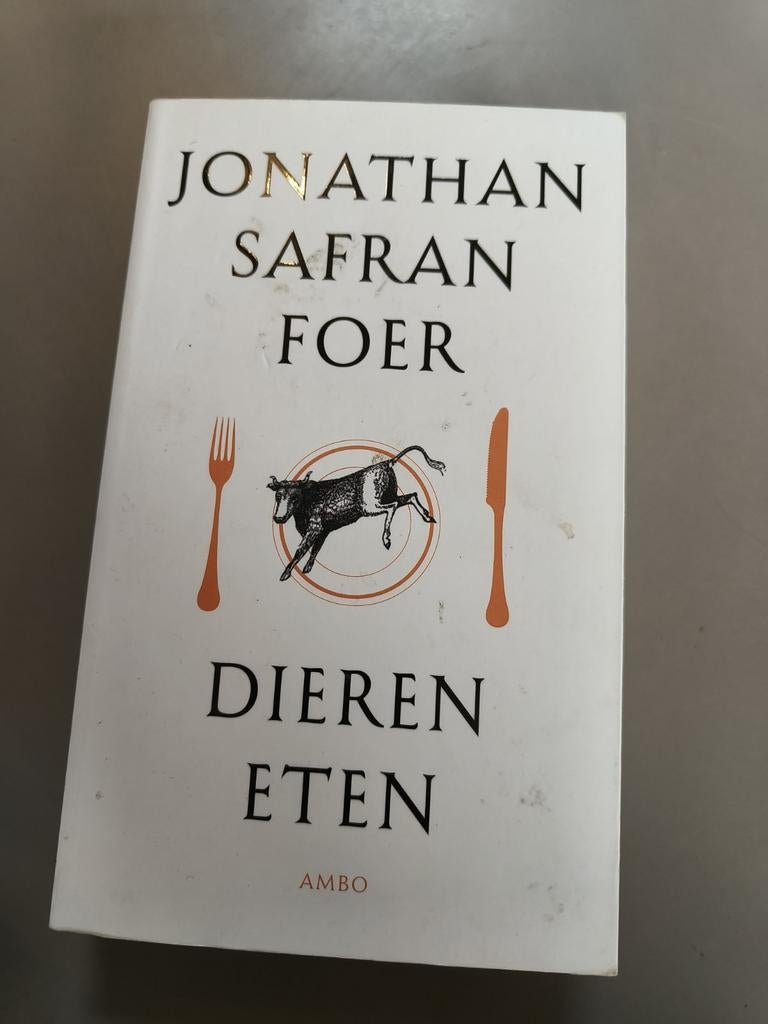 JONATHAN
SAFRAN
FOER
DIEREN
ETEN
AMBO